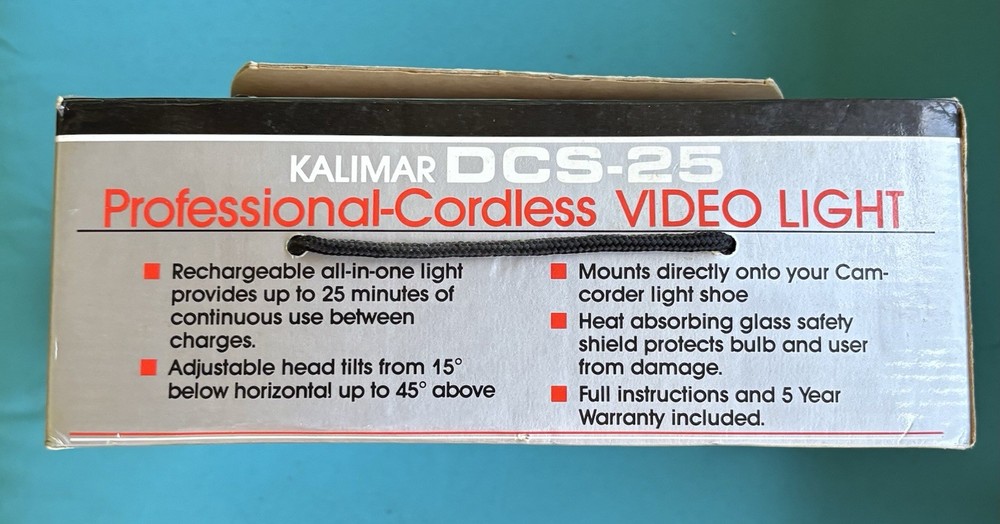 KALIMAR DCS-25
Professional-Cordless VIDEO LIGHT
Rechargeable all-in-one light
provides up to 25 minutes of
continuous use between
charges.
Adjustable head tilts from 15°
below horizontal up to 45° above
Mounts directly onto your Cam-
corder light shoe
Heat absorbing glass safety
shield protects bulb and user
from damage.
Full instructions and 5 Year
Warranty included.